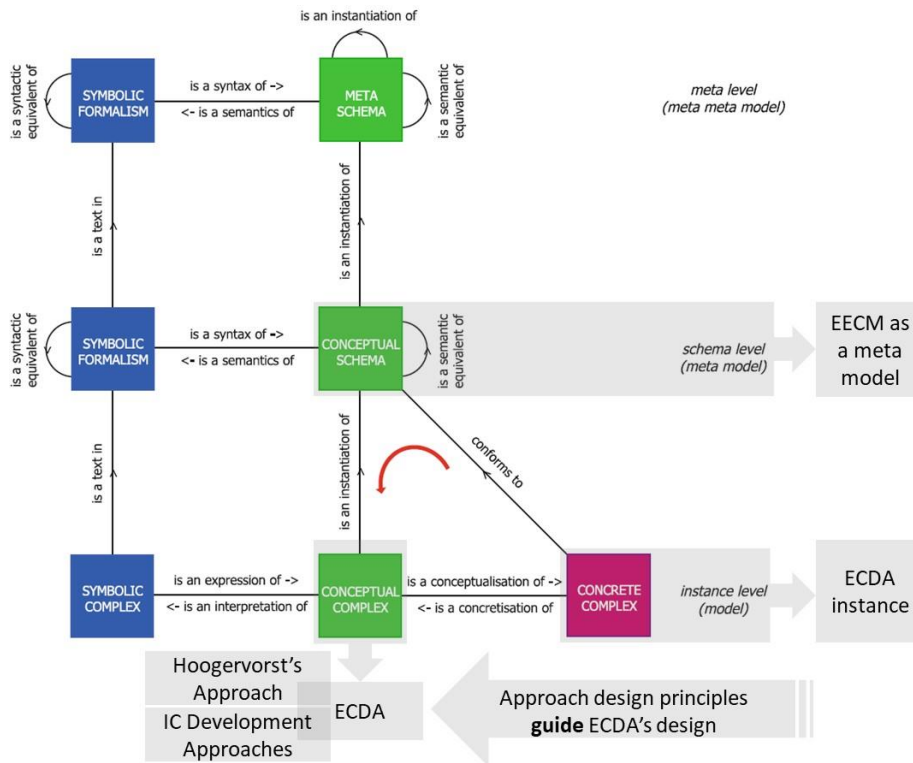 is an instantiation of
SYMBOLIC
FORMALISM
is a syntactic
equivalent of
is a syntax of ->
<- is a semantics of
META
SCHEMA
is a semantic
equivalent of
meta level
(meta meta model)
is a text in
is an instantiation of
SYMBOLIC
FORMALISM
is a syntactic
equivalent of
is a syntax of ->
<- is a semantics of
CONCEPTUAL
SCHEMA
is a semantic
equivalent of
schema level
(meta model)
EECM as
a meta
model
is a text in
is an instantiation of
conforms to
SYMBOLIC
COMPLEX
is an expression of ->
<- is an interpretation of
CONCEPTUAL
COMPLEX
is a conceptualisation of ->
<- is a concretisation of
CONCRETE
COMPLEX
instance level
(model)
ECDA
instance
Hoogervorst's
Approach
IC Development
Approaches
ECDA
Approach design principles
guide ECDA's design